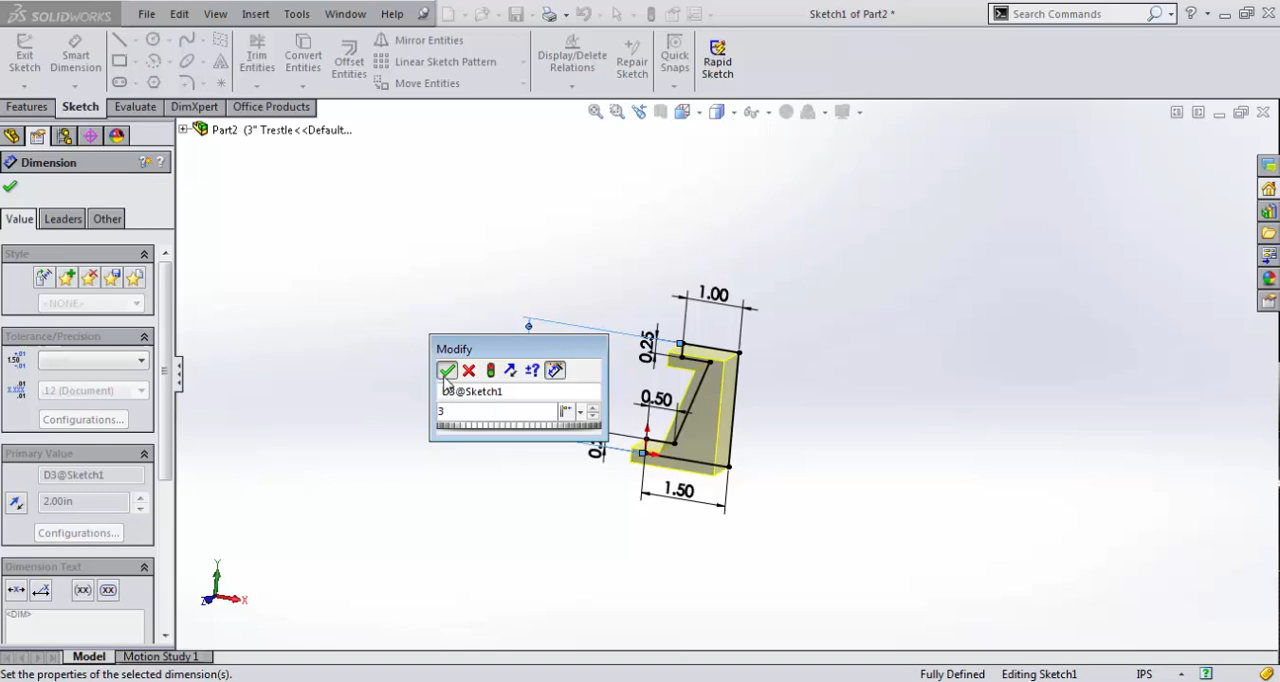 SOLIDWORKS File Edit View Insert Tools Window Help Sketch1 of Part2 * Search Commands
Exit Sketch Smart Dimension Trim Entities Convert Entities Offset Entities Mirror Entities Linear Sketch Pattern Move Entities Display/Delete Relations Repair Sketch Quick Snaps Rapid Sketch
Features Sketch Evaluate DimXpert Office Products
Part2 (3" Trestle<<Default...
Dimension
Value Leaders Other
Style
<NONE>
Tolerance/Precision
.12 (Document)
Configurations...
Primary Value
D3@Sketch1
2.00in
Configurations...
Dimension Text
(xx) (xx)
<DIM>
Modify
D3@Sketch1
3
1.00
0.25
0.50
1.50
Y
X
Z
Model Motion Study 1
Set the properties of the selected dimension(s). Fully Defined Editing Sketch1 IPS